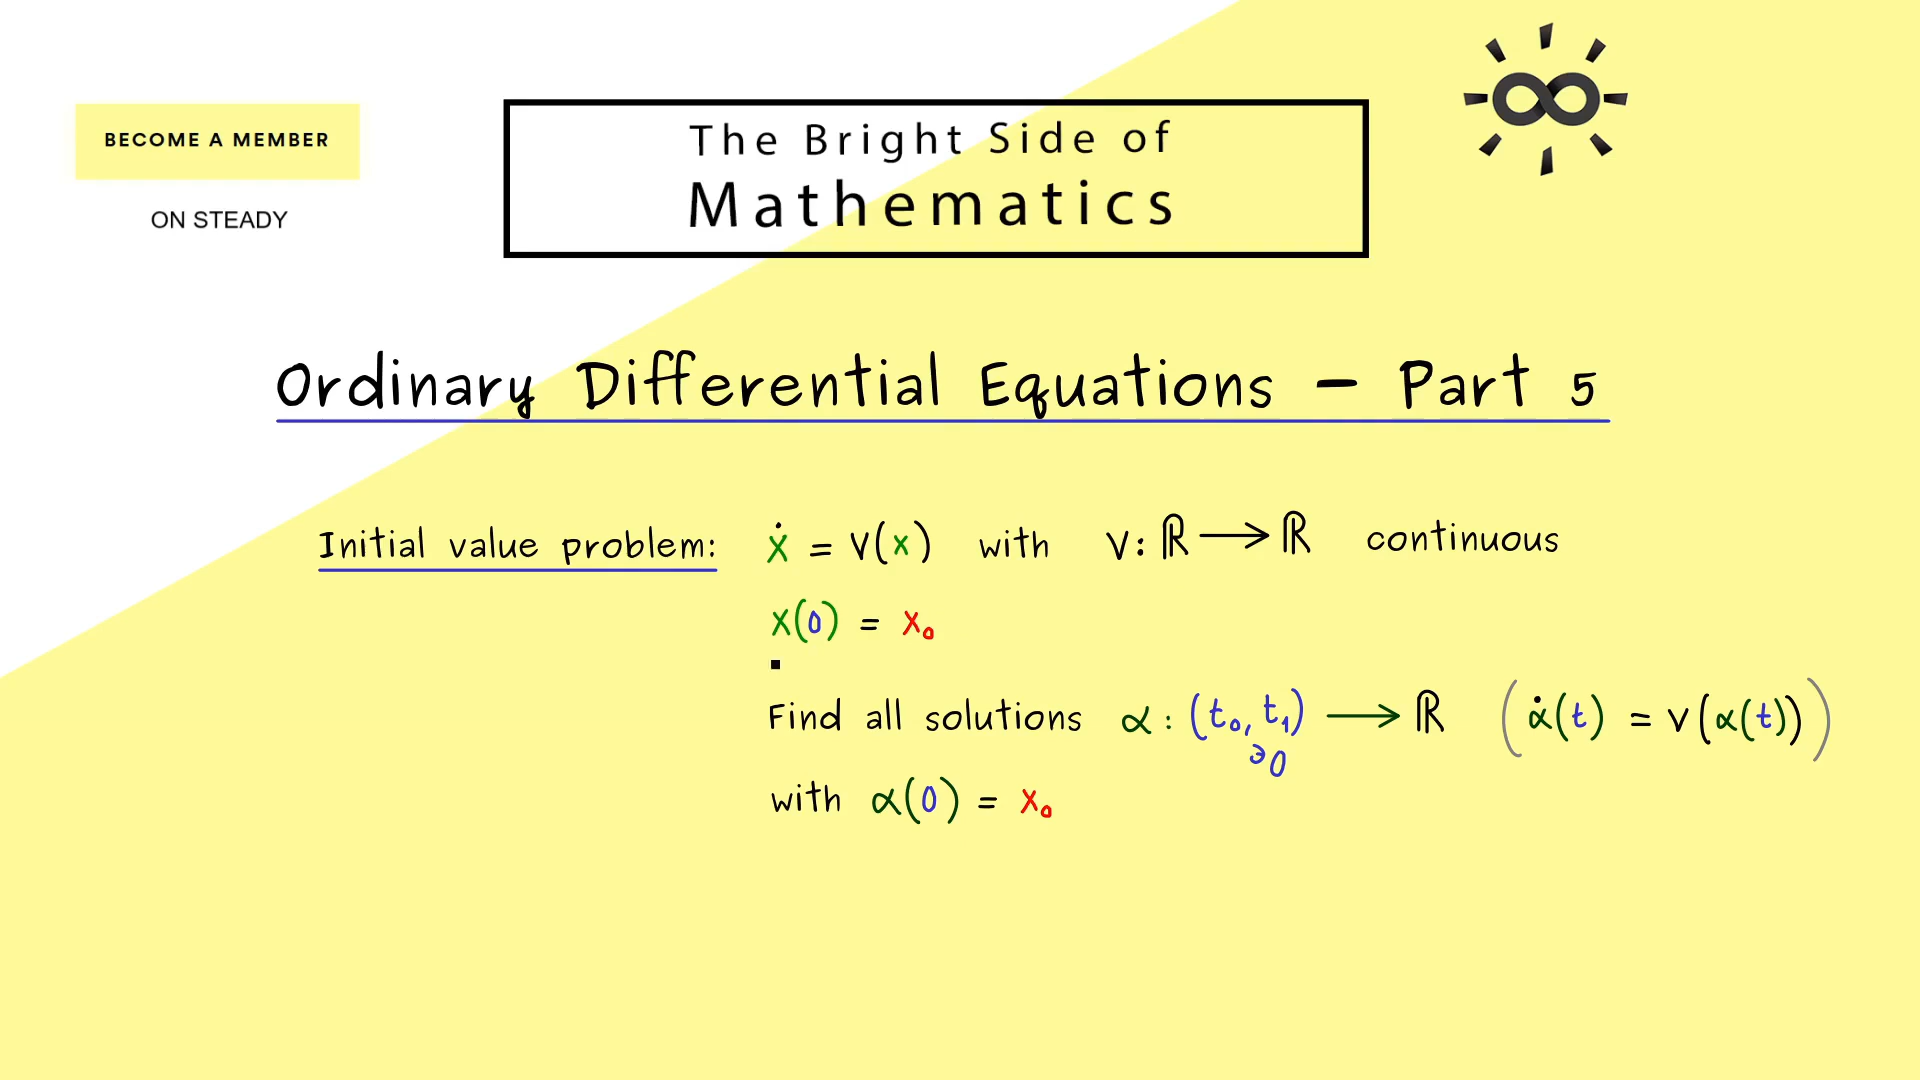 BECOME A MEMBER
ON STEADY
The Bright Side of
Mathematics
Ordinary Differential Equations – Part 5
Initial value problem: ẋ = v(x) with v: ℝ ⟶ ℝ continuous
x(0) = x₀
Find all solutions α : (t₀, t₁) ⟶ ℝ (α̇(t) = v(α(t)))
∋0
with α(0) = x₀